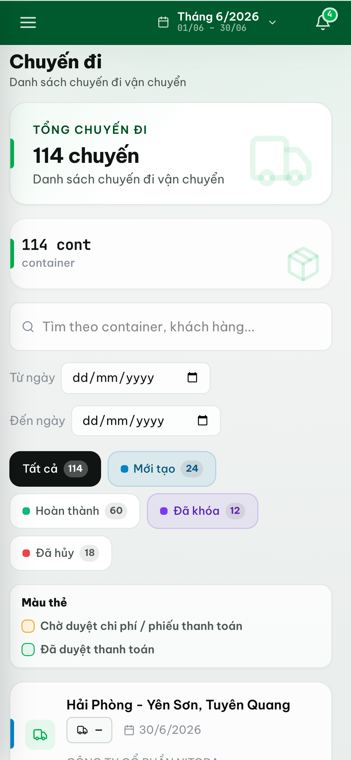 Tháng 6/2026
01/06 – 30/06
4
Chuyến đi
Danh sách chuyến đi vận chuyển
TỔNG CHUYẾN ĐI
114 chuyến
Danh sách chuyến đi vận chuyển
114 cont
container
Tìm theo container, khách hàng...
Từ ngày dd/mm/yyyy
Đến ngày dd/mm/yyyy
Tất cả 114 Mới tạo 24
Hoàn thành 60 Đã khóa 12
Đã hủy 18
Màu thẻ
Chờ duyệt chi phí / phiếu thanh toán
Đã duyệt thanh toán
Hải Phòng - Yên Sơn, Tuyên Quang
– 30/6/2026